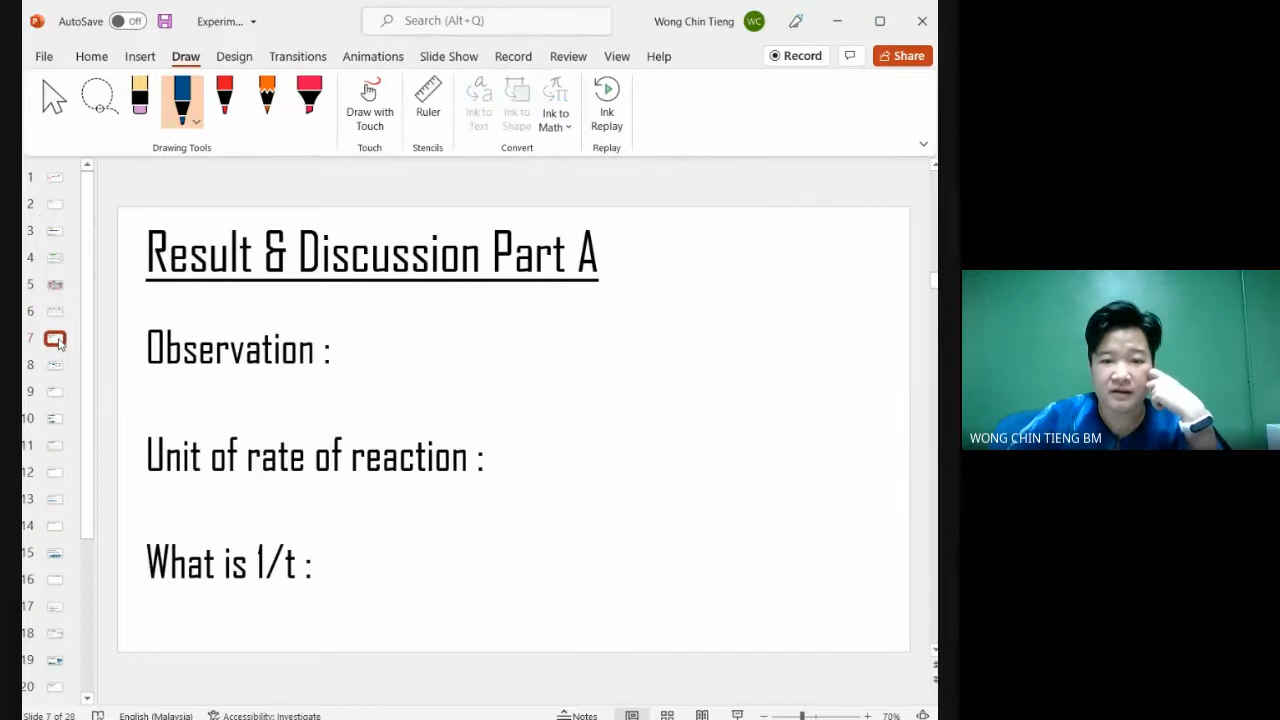 AutoSave Off Experim... Search (Alt+Q) Wong Chin Tieng WC
File Home Insert Draw Design Transitions Animations Slide Show Record Review View Help Record Share
Draw with Touch
Ruler
Ink to Text
Ink to Shape
Ink to Math
Ink Replay
Drawing Tools Touch Stencils Convert Replay
1
2
3
4
5
6
7
8
9
10
11
12
13
14
15
16
17
18
19
20
Result & Discussion Part A
Observation :
Unit of rate of reaction :
What is 1/t :
WONG CHIN TIENG BM
Slide 7 of 28 English (Malaysia) Accessibility: Investigate Notes 70%